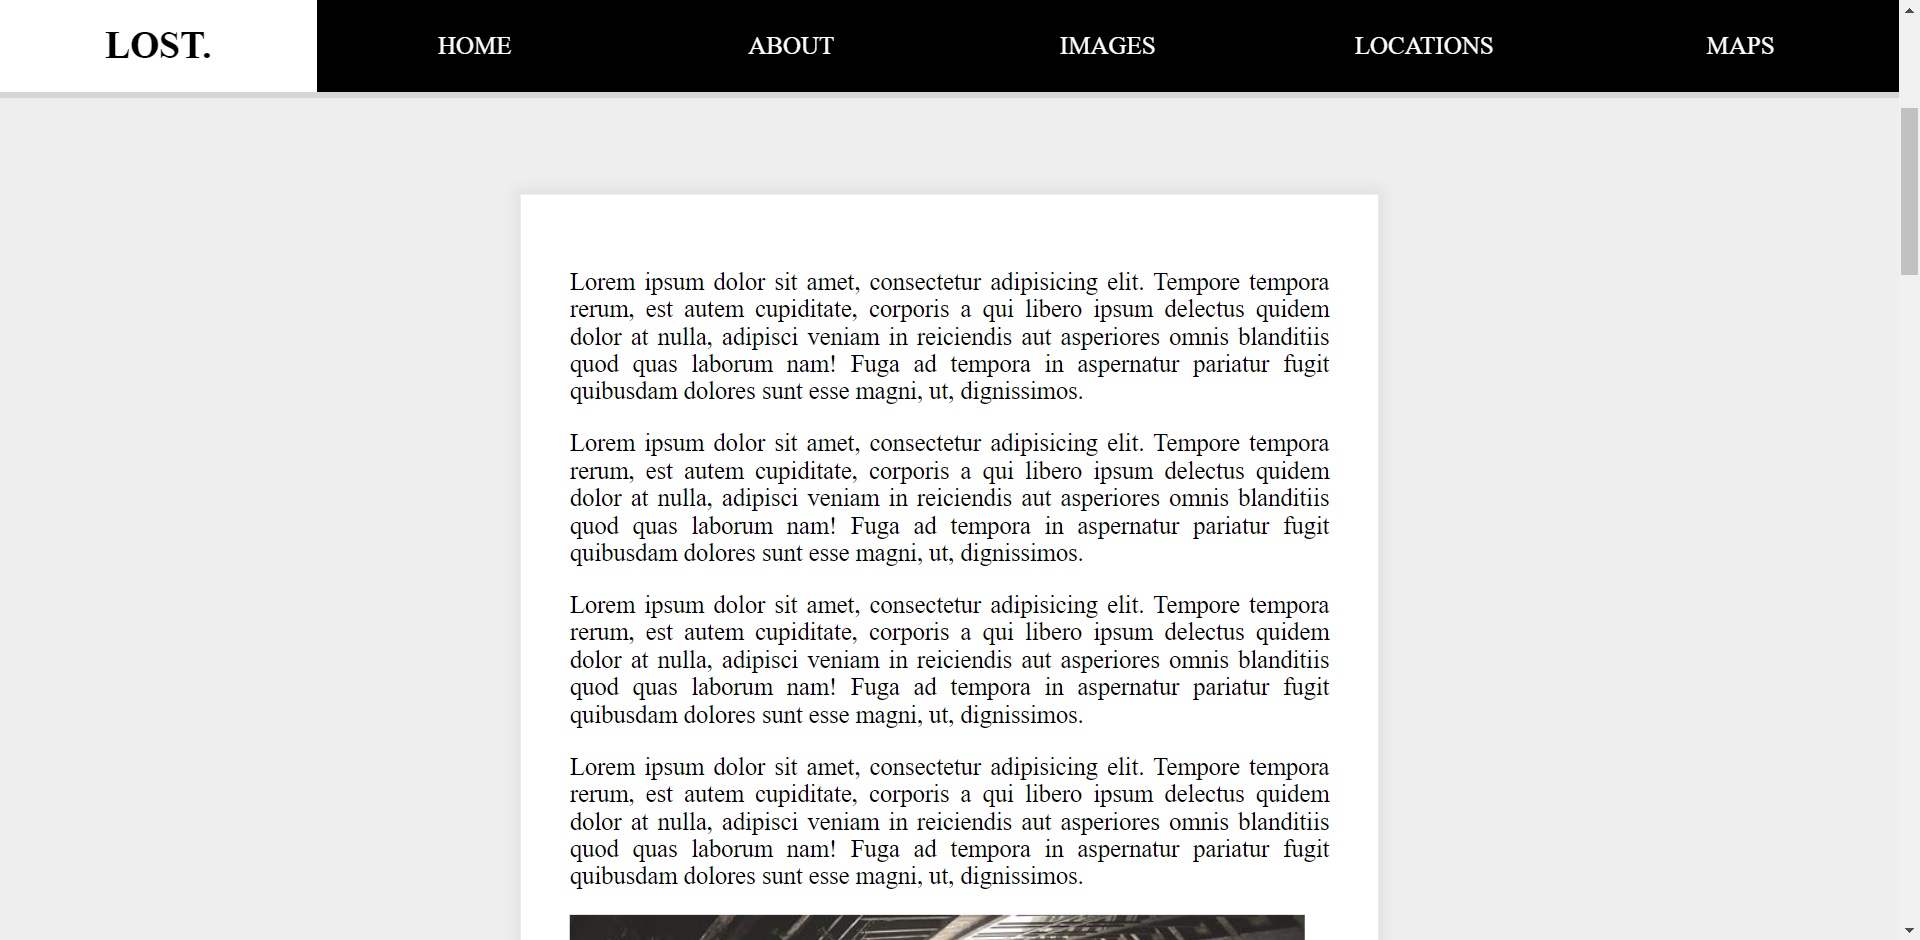 LOST.
HOME ABOUT IMAGES LOCATIONS MAPS
Lorem ipsum dolor sit amet, consectetur adipisicing elit. Tempore tempora
rerum, est autem cupiditate, corporis a qui libero ipsum delectus quidem
dolor at nulla, adipisci veniam in reiciendis aut asperiores omnis blanditiis
quod quas laborum nam! Fuga ad tempora in aspernatur pariatur fugit
quibusdam dolores sunt esse magni, ut, dignissimos.
Lorem ipsum dolor sit amet, consectetur adipisicing elit. Tempore tempora
rerum, est autem cupiditate, corporis a qui libero ipsum delectus quidem
dolor at nulla, adipisci veniam in reiciendis aut asperiores omnis blanditiis
quod quas laborum nam! Fuga ad tempora in aspernatur pariatur fugit
quibusdam dolores sunt esse magni, ut, dignissimos.
Lorem ipsum dolor sit amet, consectetur adipisicing elit. Tempore tempora
rerum, est autem cupiditate, corporis a qui libero ipsum delectus quidem
dolor at nulla, adipisci veniam in reiciendis aut asperiores omnis blanditiis
quod quas laborum nam! Fuga ad tempora in aspernatur pariatur fugit
quibusdam dolores sunt esse magni, ut, dignissimos.
Lorem ipsum dolor sit amet, consectetur adipisicing elit. Tempore tempora
rerum, est autem cupiditate, corporis a qui libero ipsum delectus quidem
dolor at nulla, adipisci veniam in reiciendis aut asperiores omnis blanditiis
quod quas laborum nam! Fuga ad tempora in aspernatur pariatur fugit
quibusdam dolores sunt esse magni, ut, dignissimos.